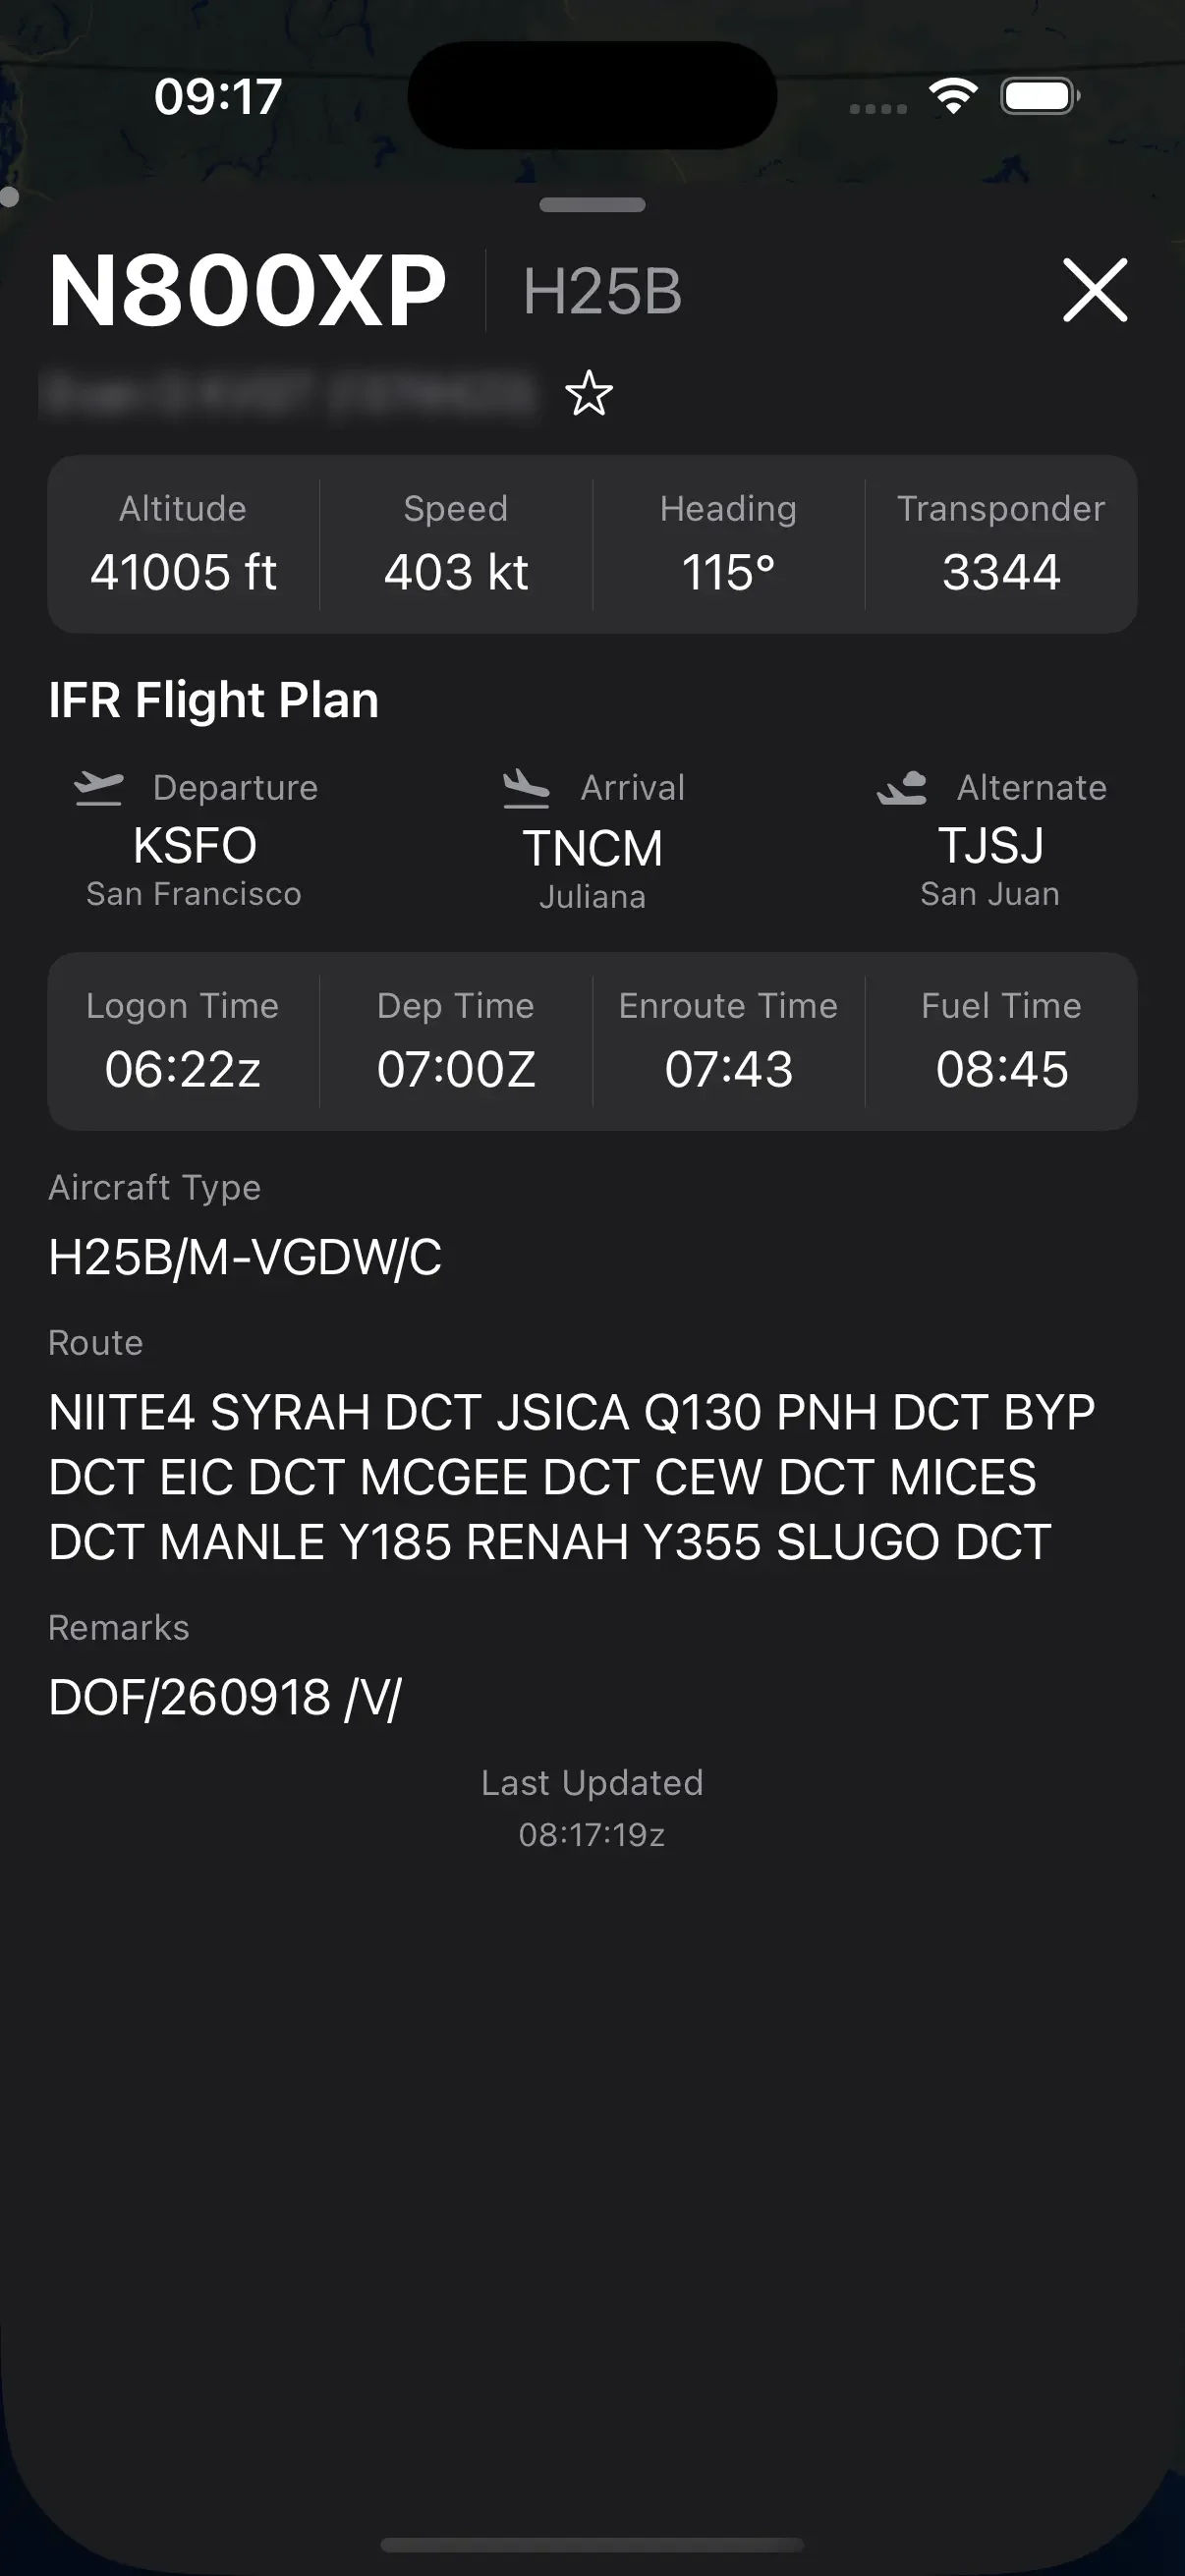 09:17
N800XP
H25B
Altitude
41005 ft
Speed
403 kt
Heading
115°
Transponder
3344
IFR Flight Plan
Departure
KSFO
San Francisco
Arrival
TNCM
Juliana
Alternate
TJSJ
San Juan
Logon Time
06:22z
Dep Time
07:00Z
Enroute Time
07:43
Fuel Time
08:45
Aircraft Type
H25B/M-VGDW/C
Route
NIITE4 SYRAH DCT JSICA Q130 PNH DCT BYP
DCT EIC DCT MCGEE DCT CEW DCT MICES
DCT MANLE Y185 RENAH Y355 SLUGO DCT
Remarks
DOF/260918 /V/
Last Updated
08:17:19z